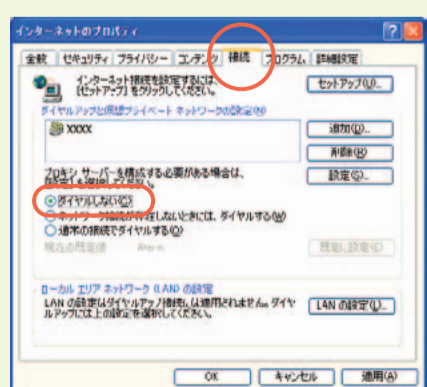 インターネットのプロパティ
全般 セキュリティ プライバシー コンテンツ 接続 プログラム 詳細設定
インターネット接続を設定するには、
[セットアップ] をクリックしてください。
セットアップ(U)...
ダイヤルアップと仮想プライベート ネットワークの設定(N)
XXXX
追加(D)...
削除(R)
プロキシ サーバーを構成する必要がある場合は、
[設定] を選択してください。
設定(S)...
ダイヤルしない(C)
ネットワーク接続が存在しないときには、ダイヤルする(W)
通常の接続でダイヤルする(O)
現在の既定値
既定に設定(E)
ローカル エリア ネットワーク (LAN) の設定
LAN の設定はダイヤルアップ接続には適用されません。ダイヤ
ルアップには上の設定を選択してください。
LAN の設定(L)...
OK キャンセル 適用(A)